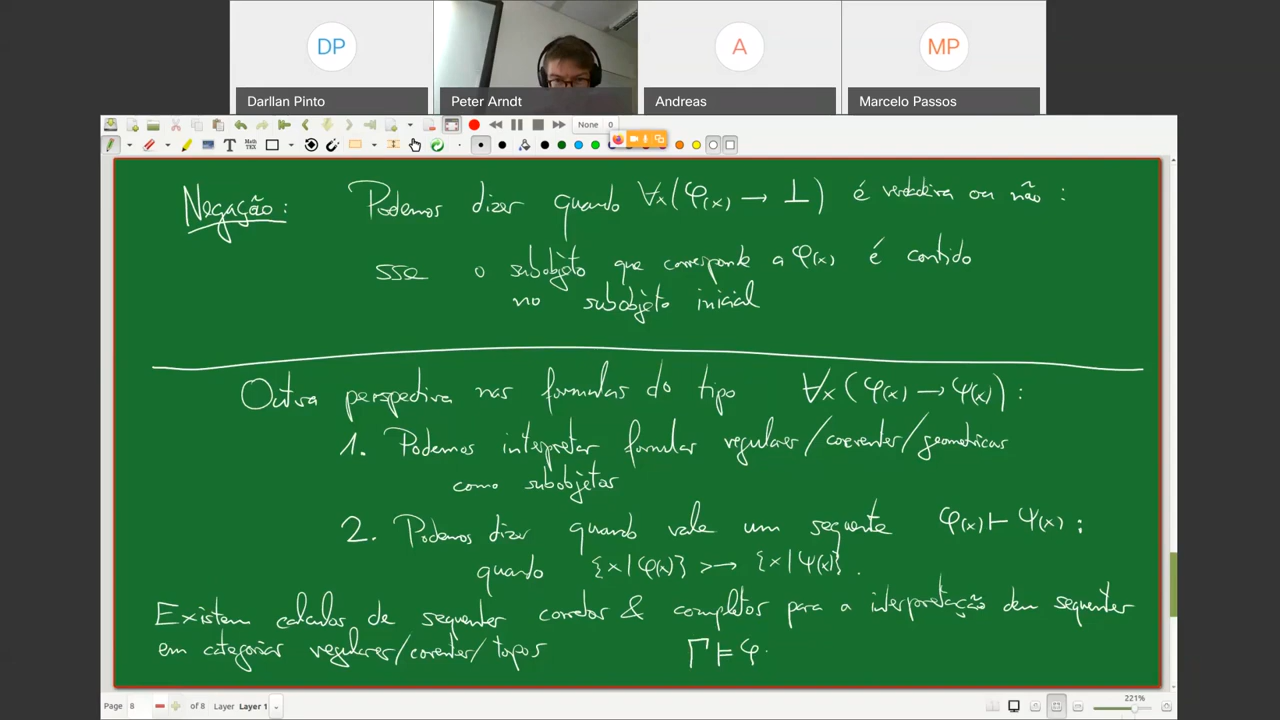 DP
A
MP
Darllan Pinto
Peter Arndt
Andreas
Marcelo Passos
None 0
Negação: Podemos dizer quando ∀x(φ(x) → ⊥) é verdadeira ou não :
sse o subobjeto que corresponde a φ(x) é contido
no subobjeto inicial
Outra perspectiva nas formulas do tipo ∀x(φ(x) → ψ(x)) :
1. Podemos interpretar formulas regulares/coerentes/geometricas
como subobjetos
2. Podemos dizer quando vale um sequente φ(x) ⊢ ψ(x) :
quando {x | φ(x)} >→ {x | ψ(x)} .
Existem calculos de sequentes corretos & completos para a interpretação dem sequentes
em categorias regulares/corentes/topos Γ ⊨ φ
Page 8 of 8 Layer Layer 1
221%